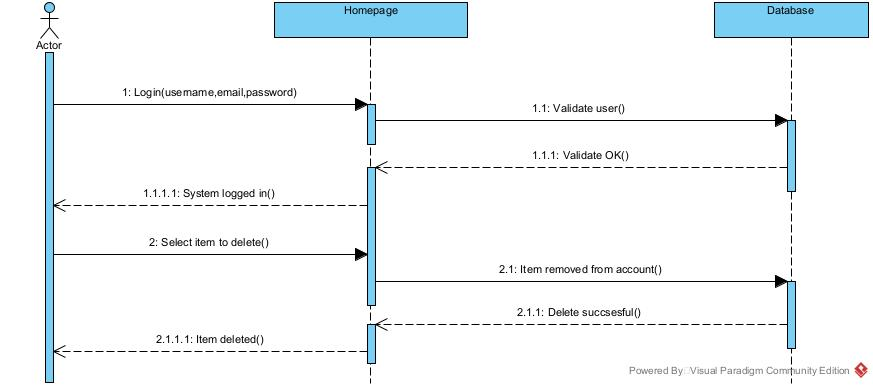 Homepage
Database
Actor
1: Login(username,email,password)
1.1: Validate user()
1.1.1: Validate OK()
1.1.1.1: System logged in()
2: Select item to delete()
2.1: Item removed from account()
2.1.1: Delete succsesful()
2.1.1.1: Item deleted()
Powered By Visual Paradigm Community Edition